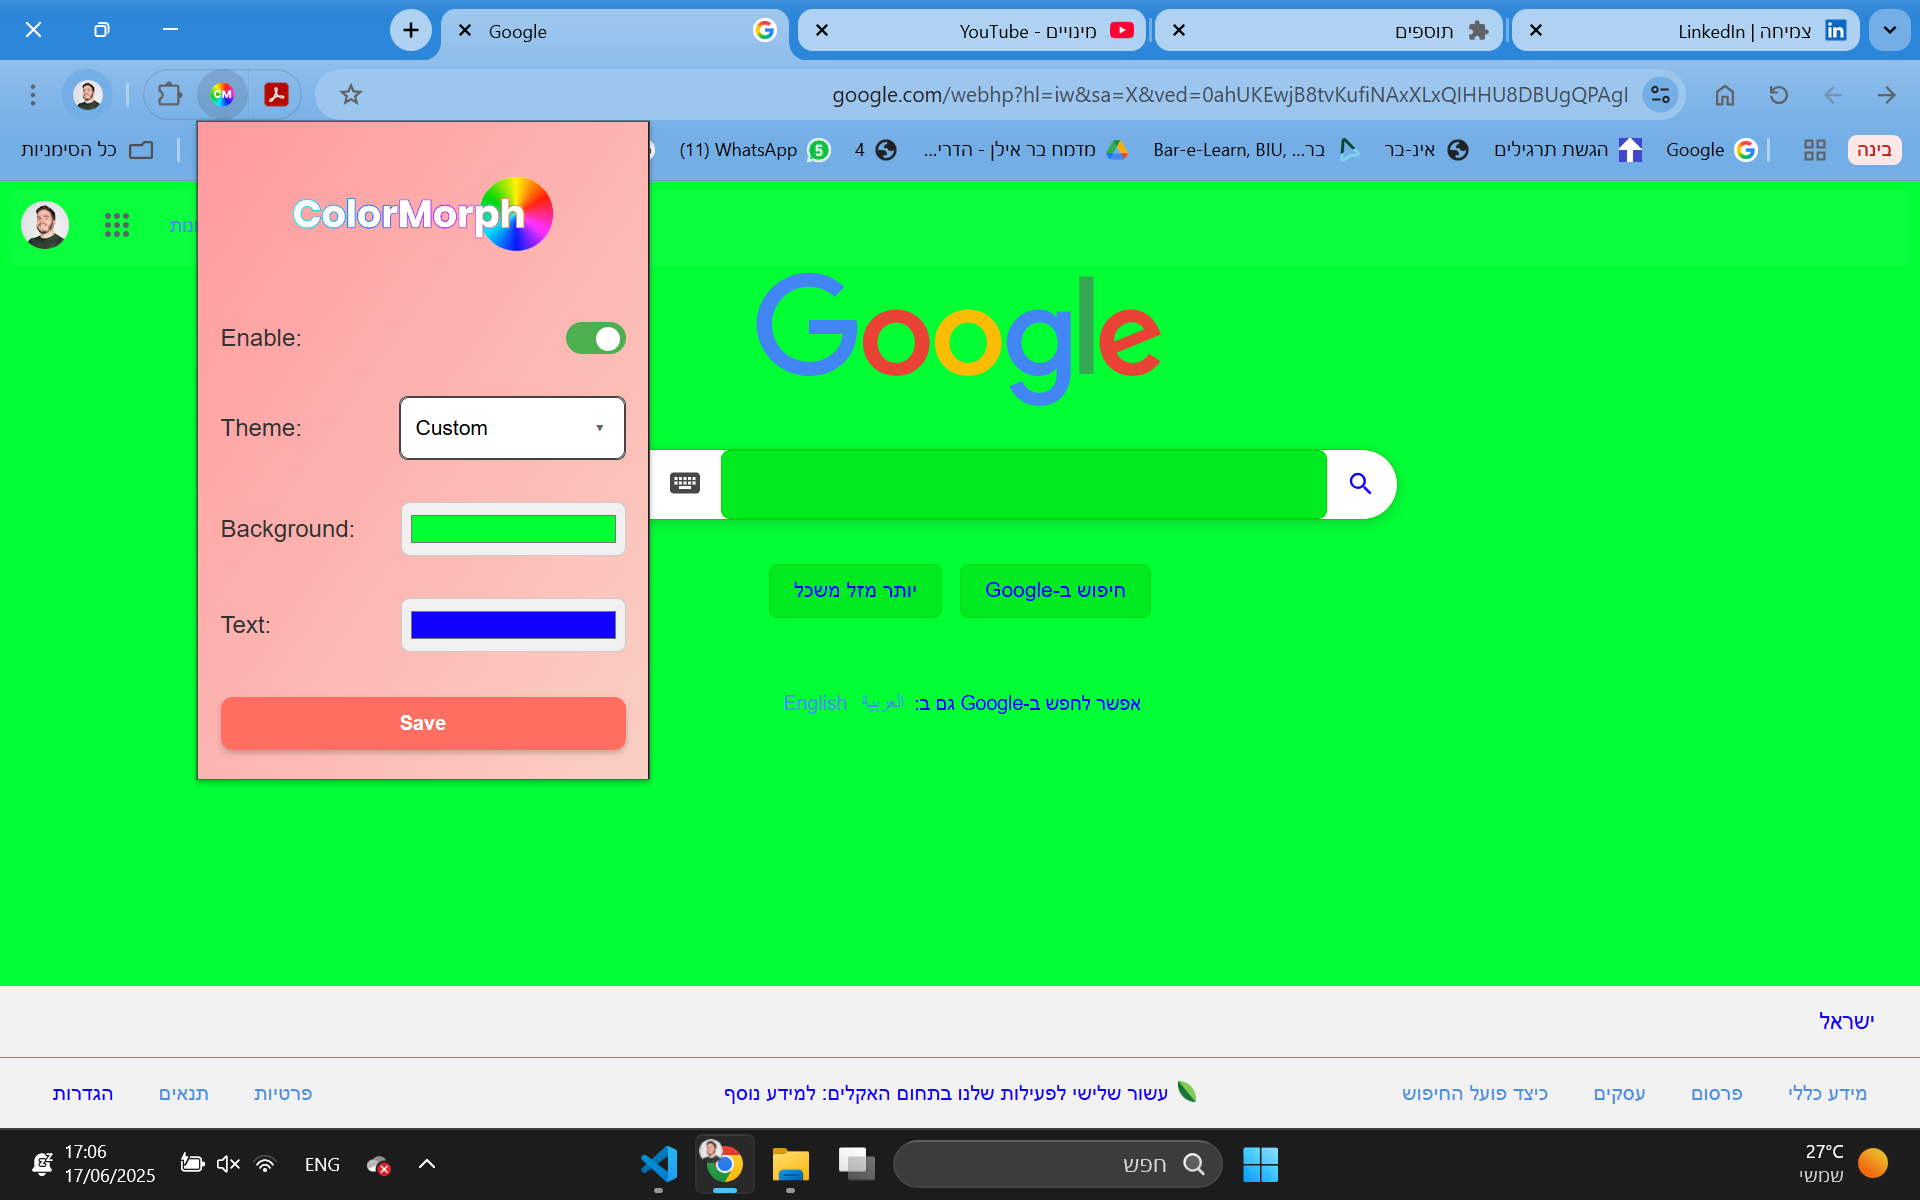 Google
YouTube - מינויים
תוספים
LinkedIn | צמיחה
CM
google.com/webhp?hl=iw&sa=X&ved=0ahUKEwjB8tvKufiNAxXLxQIHHU8DBUgQPAgI
כל הסימניות
(11) WhatsApp
5
4
מדמח בר אילן - הדרי...
Bar-e-Learn, BIU, ...בר
אינ-בר
הגשת תרגילים
Google
בינה
ColorMorph
Enable:
Theme:
Custom
Background:
Text:
Save
Google
חיפוש ב-Google
יותר מזל משכל
אפשר לחפש ב-Google גם ב: العربية English
ישראל
מידע כללי
פרסום
עסקים
כיצד פועל החיפוש
עשור שלישי לפעילות שלנו בתחום האקלים: למידע נוסף
פרטיות
תנאים
הגדרות
17:06
17/06/2025
ENG
חפש
27°C
שמשי